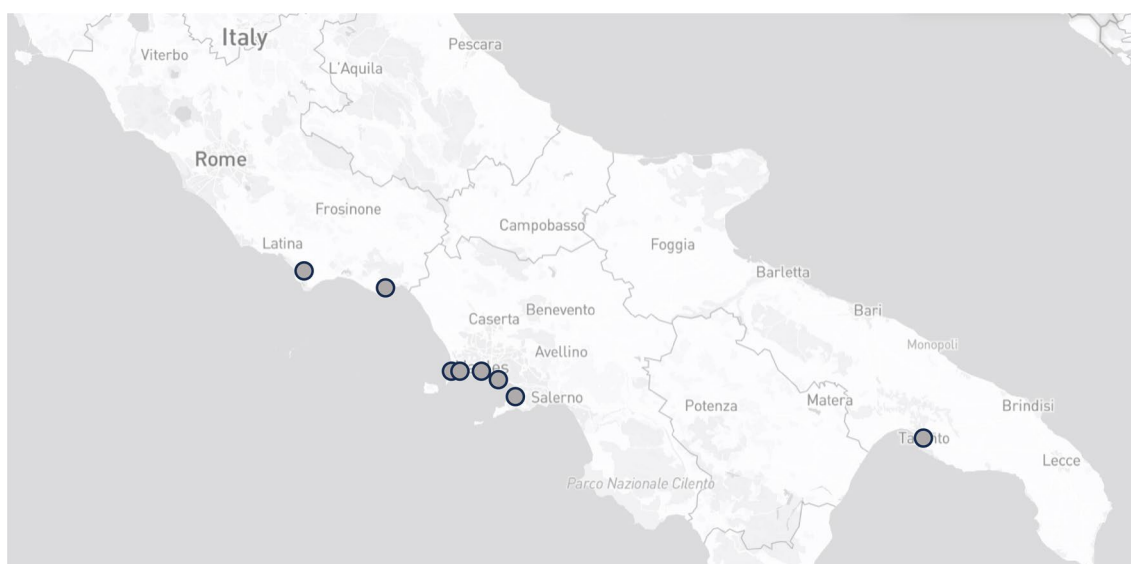 Italy
Pescara
Viterbo
L'Aquila
Rome
Frosinone
Campobasso
Latina
Foggia
Barletta
Benevento
Bari
Caserta
Monopoli
Avellino
Salerno
Matera
Potenza
Brindisi
Lecce
Parco Nazionale Cilento